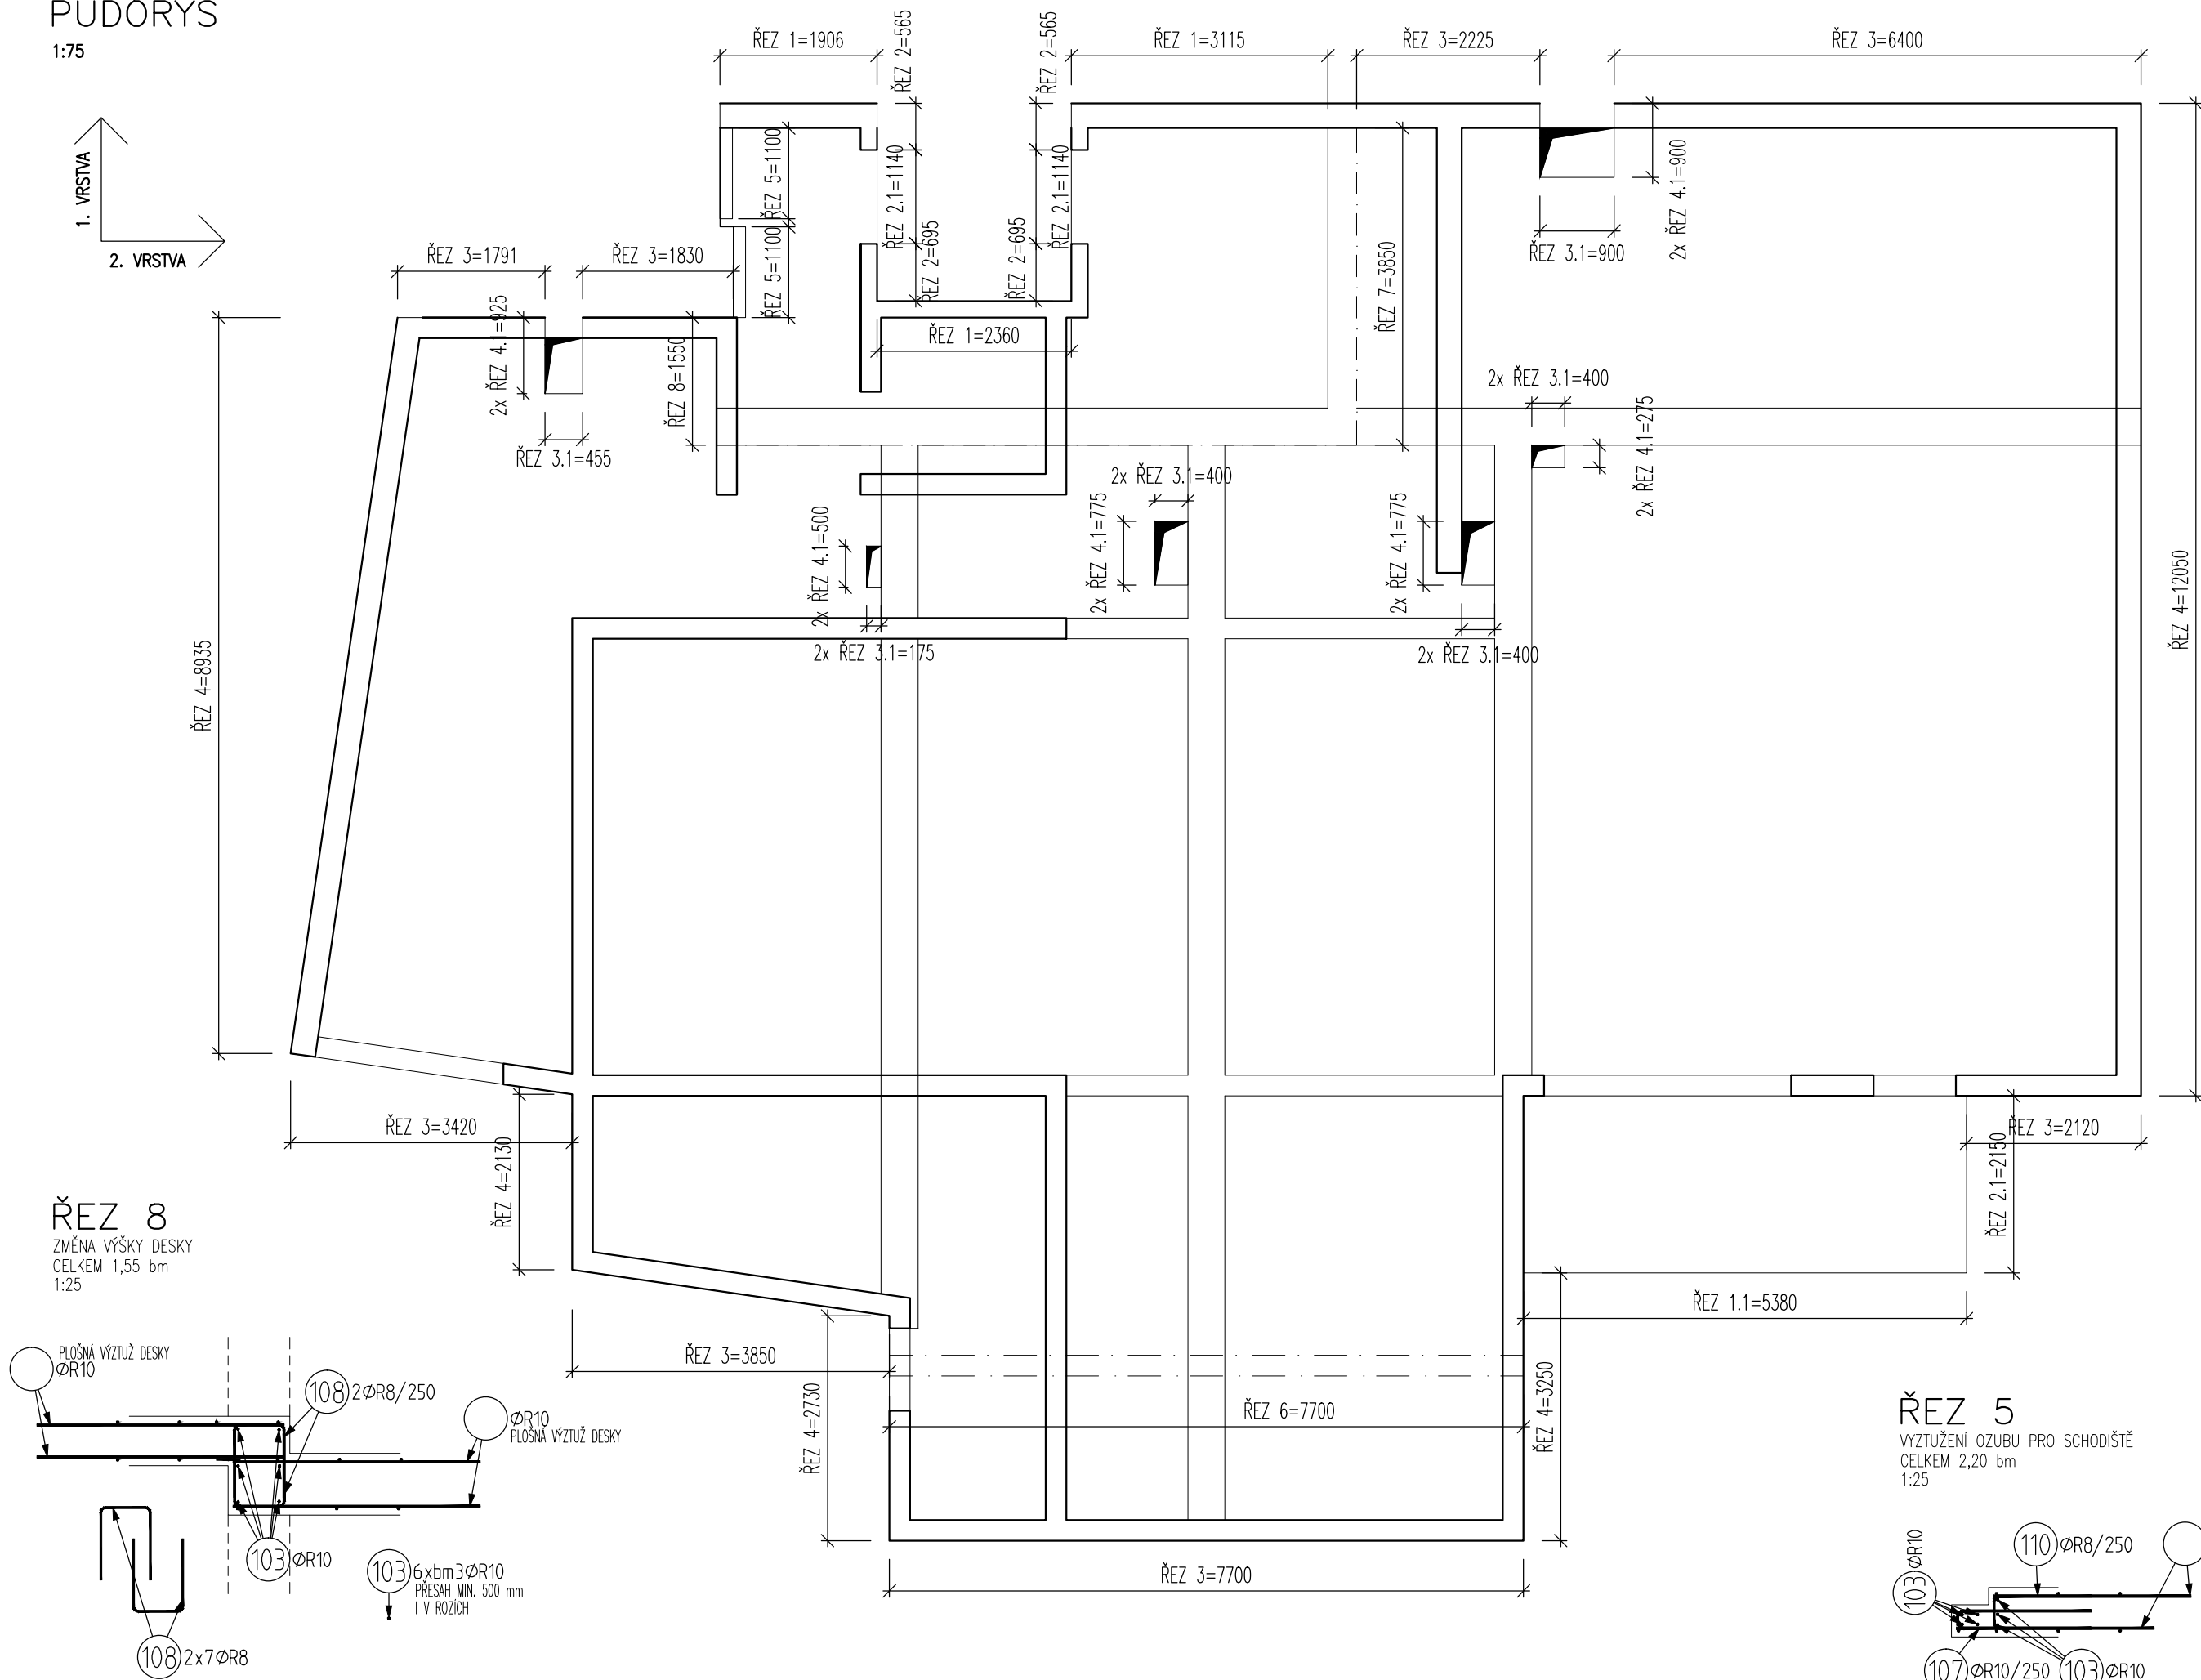 PŮDORYS
1:75
1. VRSTVA
2. VRSTVA
ŘEZ 1=1906
ŘEZ 2=565
ŘEZ 2=565
ŘEZ 1=3115
ŘEZ 3=2225
ŘEZ 3=6400
ŘEZ 5=1100
ŘEZ 2.1=1140
ŘEZ 2.1=1140
2x ŘEZ 4.1=900
ŘEZ 3.1=900
ŘEZ 3=1791
ŘEZ 3=1830
ŘEZ 5=1100
ŘEZ 2=695
ŘEZ 2=695
ŘEZ 7=3850
2x ŘEZ 4.1=925
ŘEZ 1=2360
ŘEZ 8=1550
2x ŘEZ 3.1=400
2x ŘEZ 4.1=275
ŘEZ 3.1=455
2x ŘEZ 3.1=400
2x ŘEZ 4.1=500
2x ŘEZ 4.1=775
2x ŘEZ 4.1=775
ŘEZ 4=12050
2x ŘEZ 3.1=175
2x ŘEZ 3.1=400
ŘEZ 4=8935
ŘEZ 3=3420
ŘEZ 4=2130
ŘEZ 3=2120
ŘEZ 2.1=2150
ŘEZ 1.1=5380
ŘEZ 3=3850
ŘEZ 4=2730
ŘEZ 6=7700
ŘEZ 4=3250
ŘEZ 3=7700
ŘEZ 8
ZMĚNA VÝŠKY DESKY
CELKEM 1,55 bm
1:25
PLOŠNÁ VÝZTUŽ DESKY
ØR10
108 2ØR8/250
ØR10
PLOŠNÁ VÝZTUŽ DESKY
103 ØR10
103 6xbm3ØR10
PŘESAH MIN. 500 mm
I V ROZÍCH
108 2x7ØR8
ŘEZ 5
VYZTUŽENÍ OZUBU PRO SCHODIŠTĚ
CELKEM 2,20 bm
1:25
103 ØR10
110 ØR8/250
107 ØR10/250
103 ØR10